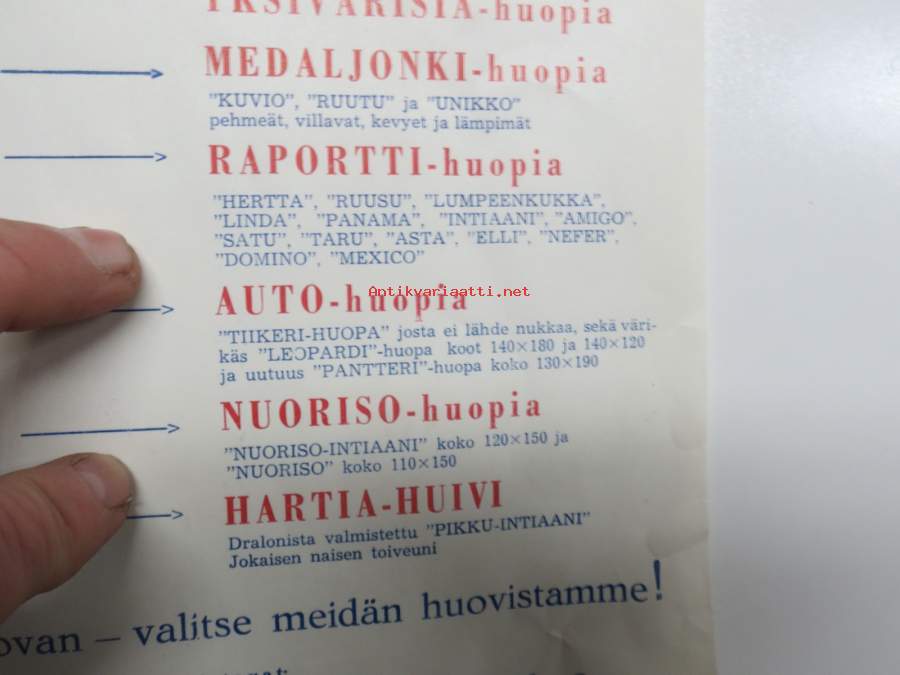 YKSIVÄRISIÄ-huopia
MEDALJONKI-huopia
"KUVIO", "RUUTU" ja "UNIKKO"
pehmeät, villavat, kevyet ja lämpimät
RAPORTTI-huopia
"HERTTA", "RUUSU", "LUMPEENKUKKA",
"LINDA", "PANAMA", "INTIAANI", "AMIGO",
"SATU", "TARU", "ASTA", "ELLI", "NEFER",
"DOMINO", "MEXICO"
Antikvariaatti.net
AUTO-huopia
"TIIKERI-HUOPA" josta ei lähde nukkaa, sekä väri-
käs "LEOPARDI"-huopa koot 140×180 ja 140×120
ja uutuus "PANTTERI"-huopa koko 130×190
NUORISO-huopia
"NUORISO-INTIAANI" koko 120×150 ja
"NUORISO" koko 110×150
HARTIA-HUIVI
Dralonista valmistettu "PIKKU-INTIAANI"
Jokaisen naisen toiveuni
ovan – valitse meidän huovistamme!